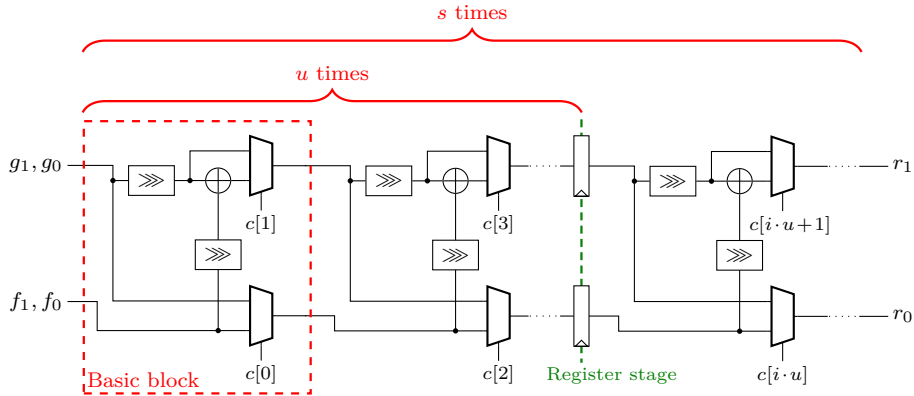 s times
u times
g₁, g₀
⋙
⋙
⋙
r₁
c[1]
c[3]
c[i·u+1]
⋙
⋙
⋙
f₁, f₀
r₀
c[0]
c[2]
c[i·u]
Basic block
Register stage